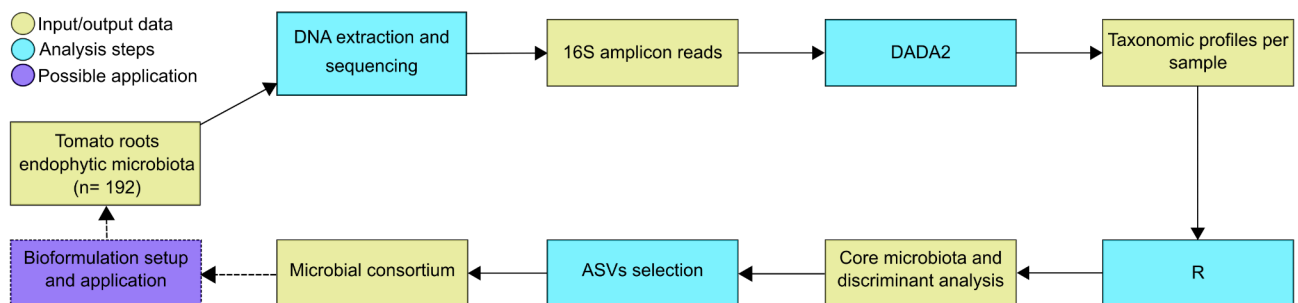 Input/output data
Analysis steps
Possible application
DNA extraction and
sequencing
16S amplicon reads
DADA2
Taxonomic profiles per
sample
Tomato roots
endophytic microbiota
(n= 192)
Bioformulation setup
and application
Microbial consortium
ASVs selection
Core microbiota and
discriminant analysis
R